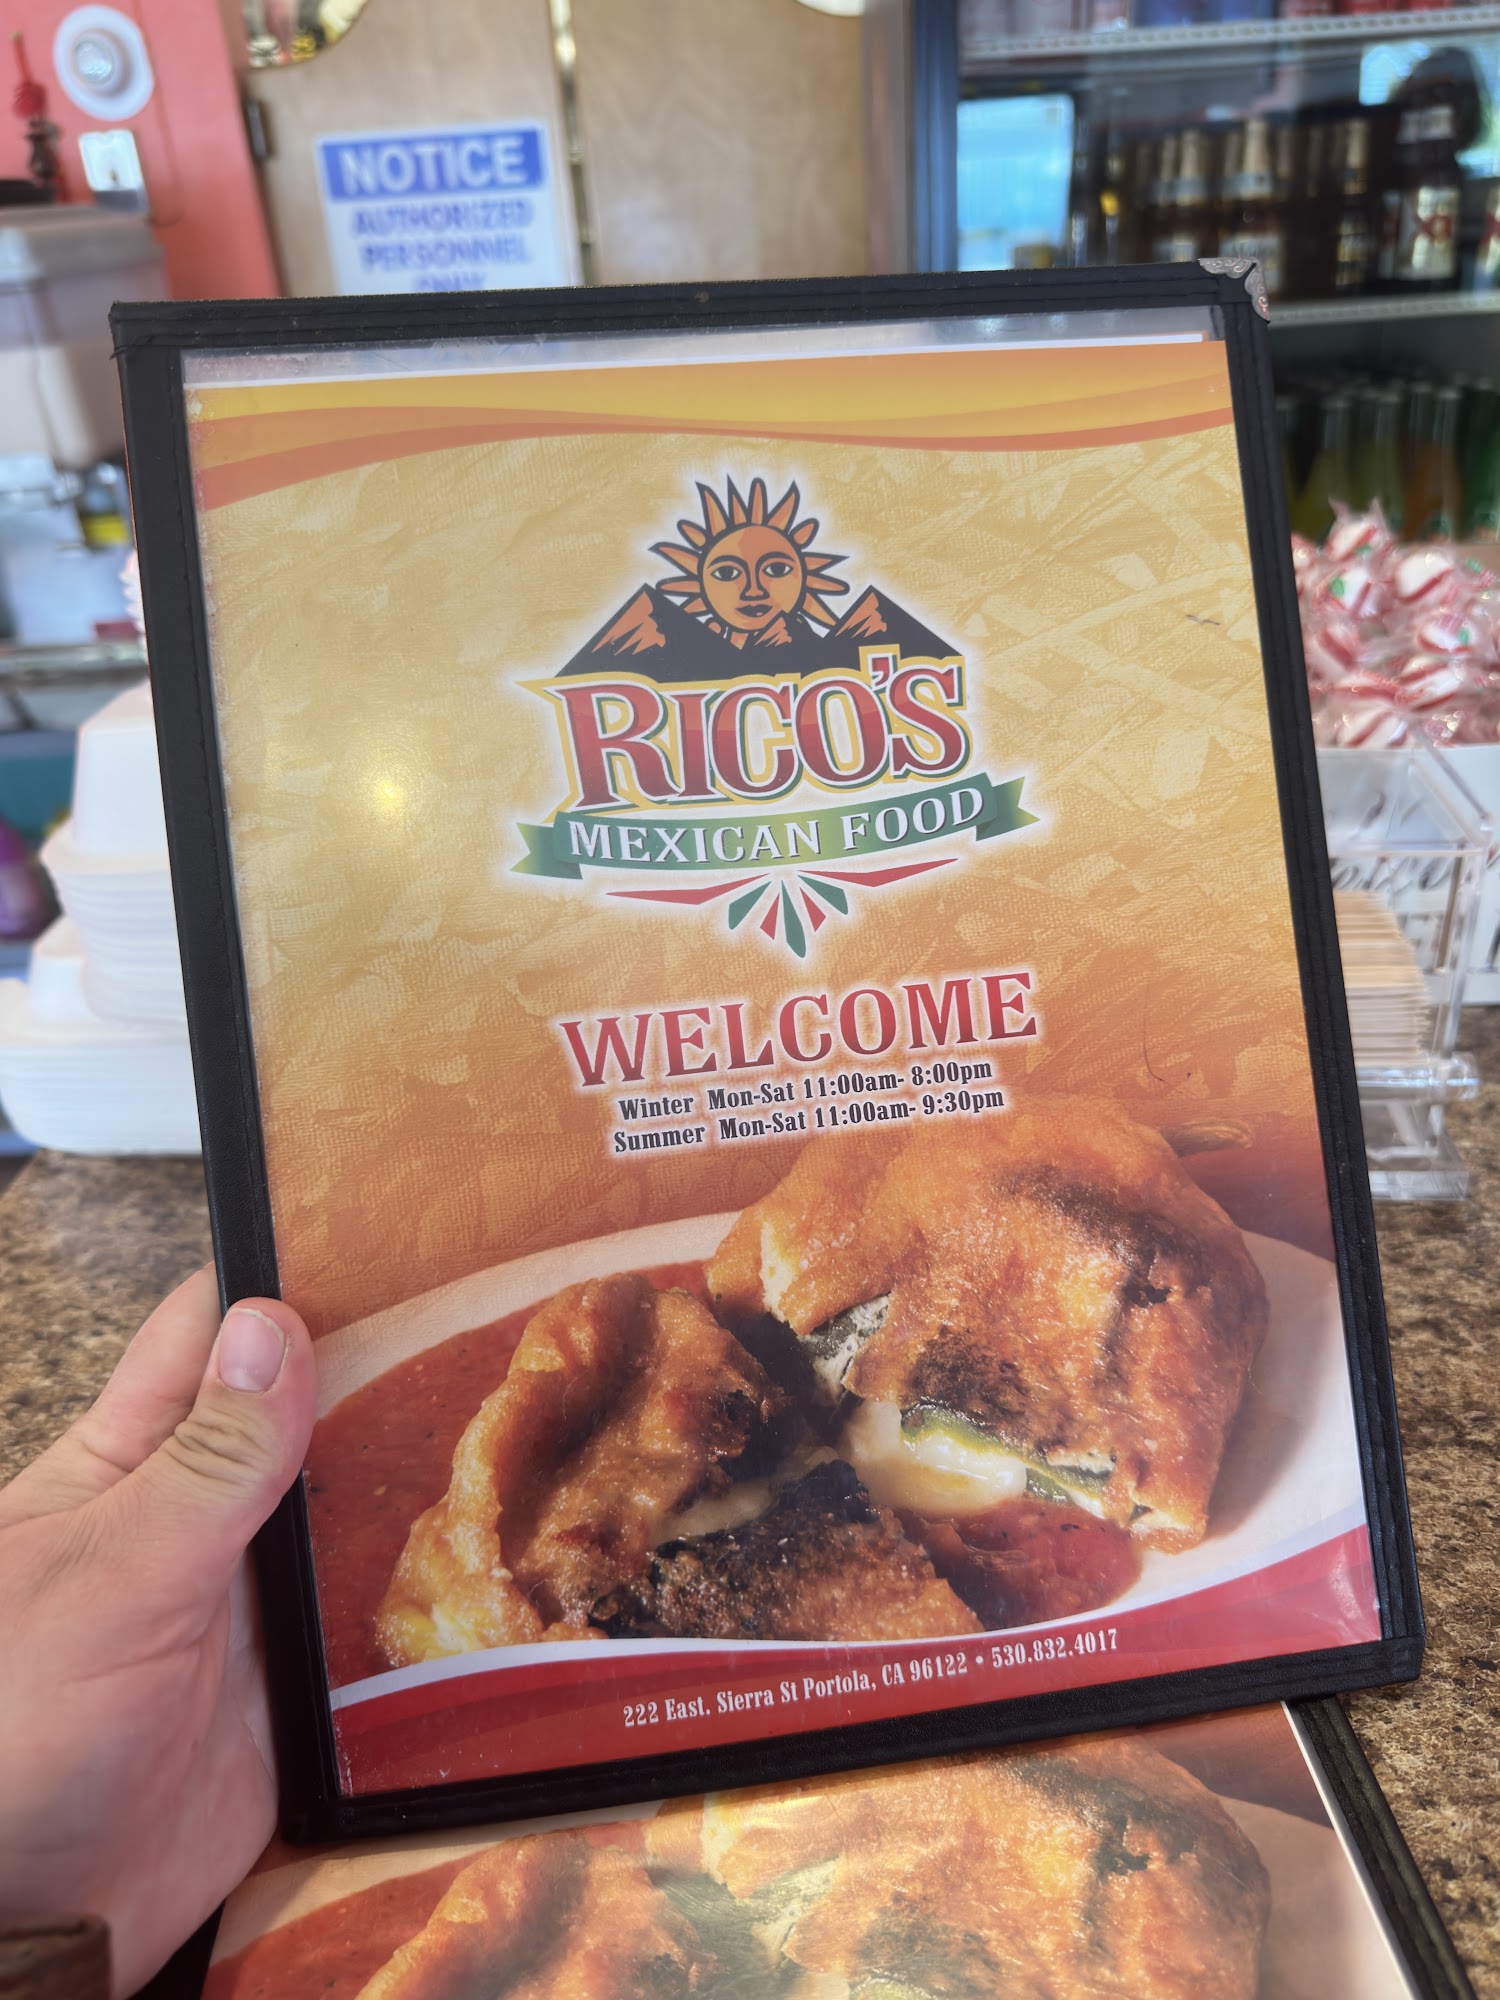 NOTICE
AUTHORIZED
PERSONNEL
ONLY
RICO'S
MEXICAN FOOD
WELCOME
Winter Mon-Sat 11:00am- 8:00pm
Summer Mon-Sat 11:00am- 9:30pm
222 East. Sierra St Portola, CA 96122 • 530.832.4017